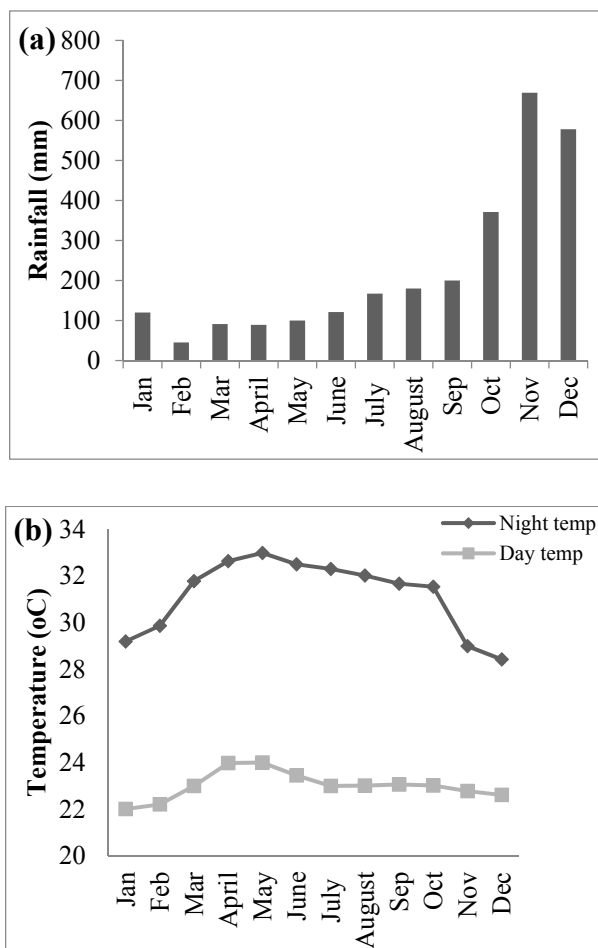 (a)
800
700
600
500
400
300
200
100
0
Rainfall (mm)
Jan
Feb
Mar
April
May
June
July
August
Sep
Oct
Nov
Dec
(b)
Night temp
Day temp
34
32
30
28
26
24
22
20
Temperature (oC)
Jan
Feb
Mar
April
May
June
July
August
Sep
Oct
Nov
Dec